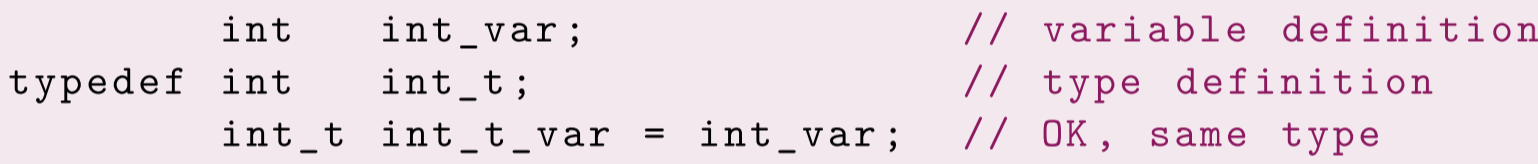 int int_var; // variable definition
typedef int int_t; // type definition
int_t int_t_var = int_var; // OK, same type